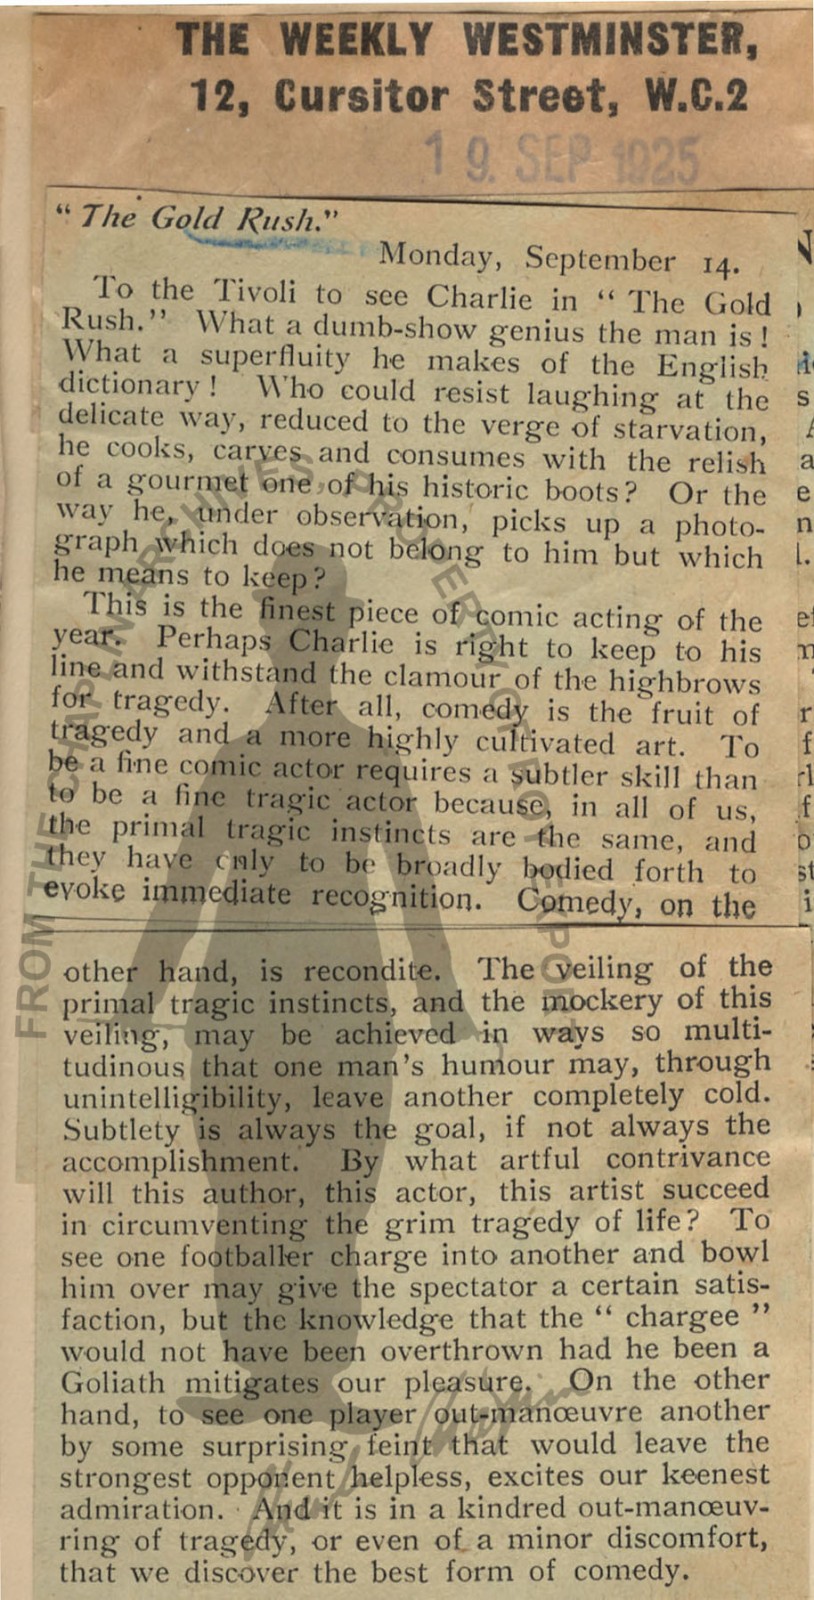 THE WEEKLY WESTMINSTER,
12, Cursitor Street, W.C.2
19. SEP 1925
"The Gold Rush."
Monday, September 14.
To the Tivoli to see Charlie in "The Gold
Rush." What a dumb-show genius the man is!
What a superfluity he makes of the English
dictionary! Who could resist laughing at the
delicate way, reduced to the verge of starvation,
he cooks, carves and consumes with the relish
of a gourmet one of his historic boots? Or the
way he, under observation, picks up a photo-
graph which does not belong to him but which
he means to keep?
This is the finest piece of comic acting of the
year. Perhaps Charlie is right to keep to his
line and withstand the clamour of the highbrows
for tragedy. After all, comedy is the fruit of
tragedy and a more highly cultivated art. To
be a fine comic actor requires a subtler skill than
to be a fine tragic actor because, in all of us,
the primal tragic instincts are the same, and
they have only to be broadly bodied forth to
evoke immediate recognition. Comedy, on the
other hand, is recondite. The veiling of the
primal tragic instincts, and the mockery of this
veiling, may be achieved in ways so multi-
tudinous that one man's humour may, through
unintelligibility, leave another completely cold.
Subtlety is always the goal, if not always the
accomplishment. By what artful contrivance
will this author, this actor, this artist succeed
in circumventing the grim tragedy of life? To
see one footballer charge into another and bowl
him over may give the spectator a certain satis-
faction, but the knowledge that the "chargee"
would not have been overthrown had he been a
Goliath mitigates our pleasure. On the other
hand, to see one player out-manœuvre another
by some surprising feint that would leave the
strongest opponent helpless, excites our keenest
admiration. And it is in a kindred out-manœuv-
ring of tragedy, or even of a minor discomfort,
that we discover the best form of comedy.
FROM THE CHAPLIN ARCHIVES, PROPERTY OF ROY EXPORT